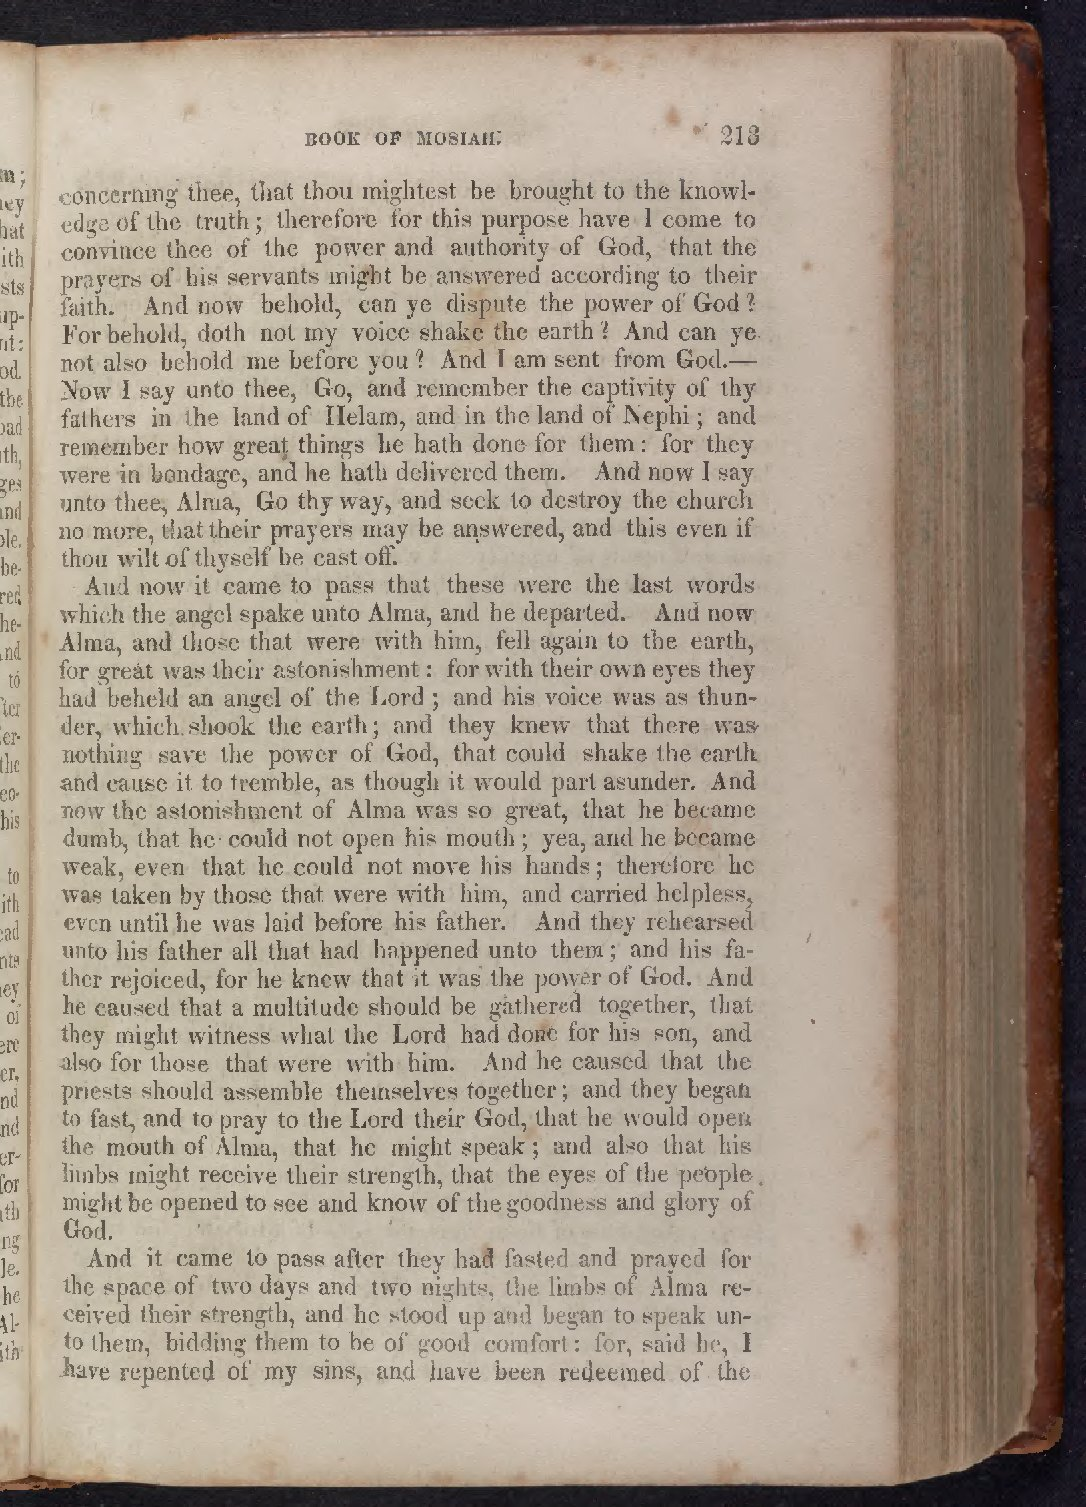 BOOK OF MOSIAH. 213
concerning thee, that thou mightest be brought to the knowl-
edge of the truth; therefore for this purpose have I come to
convince thee of the power and authority of God, that the
prayers of his servants might be answered according to their
faith. And now behold, can ye dispute the power of God?
For behold, doth not my voice shake the earth? And can ye
not also behold me before you? And I am sent from God.—
Now I say unto thee, Go, and remember the captivity of thy
fathers in the land of Helam, and in the land of Nephi; and
remember how great things he hath done for them: for they
were in bondage, and he hath delivered them. And now I say
unto thee, Alma, Go thy way, and seek to destroy the church
no more, that their prayers may be answered, and this even if
thou wilt of thyself be cast off.
And now it came to pass that these were the last words
which the angel spake unto Alma, and he departed. And now
Alma, and those that were with him, fell again to the earth,
for great was their astonishment: for with their own eyes they
had beheld an angel of the Lord; and his voice was as thun-
der, which shook the earth; and they knew that there was
nothing save the power of God, that could shake the earth
and cause it to tremble, as though it would part asunder. And
now the astonishment of Alma was so great, that he became
dumb, that he could not open his mouth; yea, and he became
weak, even that he could not move his hands; therefore he
was taken by those that were with him, and carried helpless,
even until he was laid before his father. And they rehearsed
unto his father all that had happened unto them; and his fa-
ther rejoiced, for he knew that it was the power of God. And
he caused that a multitude should be gathered together, that
they might witness what the Lord had done for his son, and
also for those that were with him. And he caused that the
priests should assemble themselves together; and they began
to fast, and to pray to the Lord their God, that he would open
the mouth of Alma, that he might speak; and also that his
limbs might receive their strength, that the eyes of the people
might be opened to see and know of the goodness and glory of
God.
And it came to pass after they had fasted and prayed for
the space of two days and two nights, the limbs of Alma re-
ceived their strength, and he stood up and began to speak un-
to them, bidding them to be of good comfort: for, said he, I
have repented of my sins, and have been redeemed of the